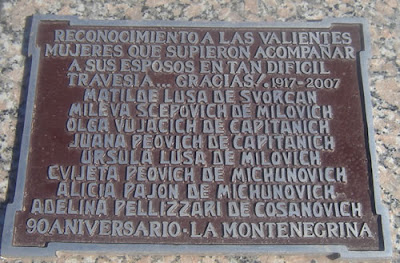 RECONOCIMIENTO A LAS VALIENTES
MUJERES QUE SUPIERON ACOMPAÑAR
A SUS ESPOSOS EN TAN DIFICIL
TRAVESIA... GRACIAS!. 1917-2007
MATILDE LUSA DE SVORCAN
MILEVA SCEPOVICH DE MILOVICH
OLGA VUJACICH DE CAPITANICH
JUANA PEOVICH DE CAPITANICH
URSULA LUSA DE MILOVICH
CVIJETA PEOVICH DE MICHUNOVICH
ALICIA PAJON DE MICHUNOVICH
ADELINA PELLIZZARI DE COSANOVICH
90 ANIVERSARIO - LA MONTENEGRINA